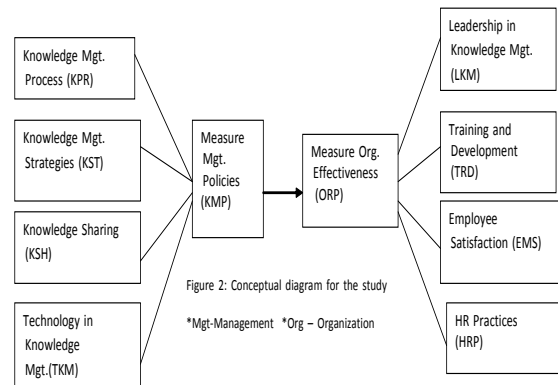 Knowledge Mgt.
Process (KPR)
Knowledge Mgt.
Strategies (KST)
Knowledge Sharing
(KSH)
Technology in
Knowledge
Mgt.(TKM)
Measure
Mgt.
Policies
(KMP)
Measure Org.
Effectiveness
(ORP)
Leadership in
Knowledge Mgt.
(LKM)
Training and
Development
(TRD)
Employee
Satisfaction (EMS)
HR Practices
(HRP)
Figure 2: Conceptual diagram for the study
*Mgt-Management *Org – Organization